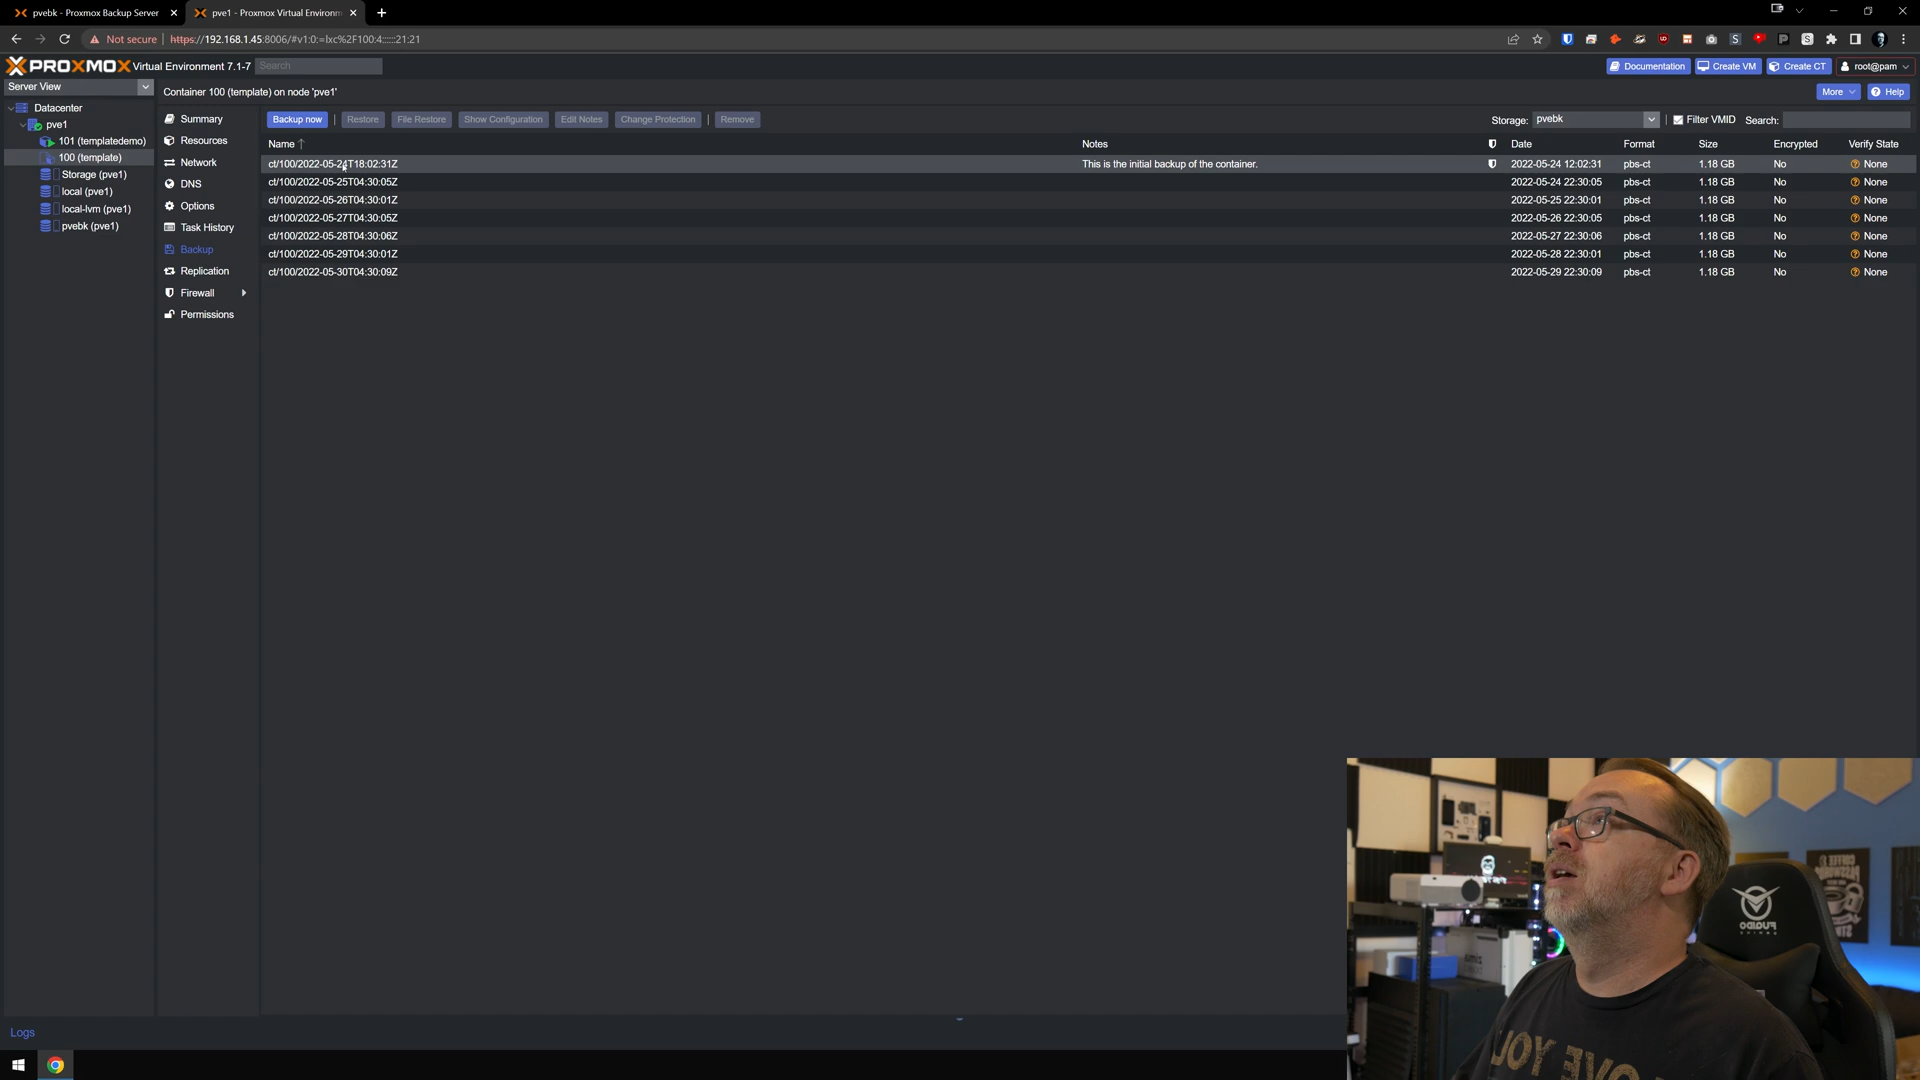 pvebk - Proxmox Backup Server
pve1 - Proxmox Virtual Environm
Not secure https://192.168.1.45:8006/#v1:0:=lxc%2F100:4::::::21:21
PROXMOX Virtual Environment 7.1-7 Search
Documentation Create VM Create CT root@pam
Server View
Container 100 (template) on node 'pve1'
More Help
Datacenter
pve1
101 (templatedemo)
100 (template)
Storage (pve1)
local (pve1)
local-lvm (pve1)
pvebk (pve1)
Summary
Resources
Network
DNS
Options
Task History
Backup
Replication
Firewall
Permissions
Backup now Restore File Restore Show Configuration Edit Notes Change Protection Remove
Storage: pvebk Filter VMID Search:
Name Notes Date Format Size Encrypted Verify State
ct/100/2022-05-24T18:02:31Z This is the initial backup of the container. 2022-05-24 12:02:31 pbs-ct 1.18 GB No None
ct/100/2022-05-25T04:30:05Z 2022-05-24 22:30:05 pbs-ct 1.18 GB No None
ct/100/2022-05-26T04:30:01Z 2022-05-25 22:30:01 pbs-ct 1.18 GB No None
ct/100/2022-05-27T04:30:05Z 2022-05-26 22:30:05 pbs-ct 1.18 GB No None
ct/100/2022-05-28T04:30:06Z 2022-05-27 22:30:06 pbs-ct 1.18 GB No None
ct/100/2022-05-29T04:30:01Z 2022-05-28 22:30:01 pbs-ct 1.18 GB No None
ct/100/2022-05-30T04:30:09Z 2022-05-29 22:30:09 pbs-ct 1.18 GB No None
Logs